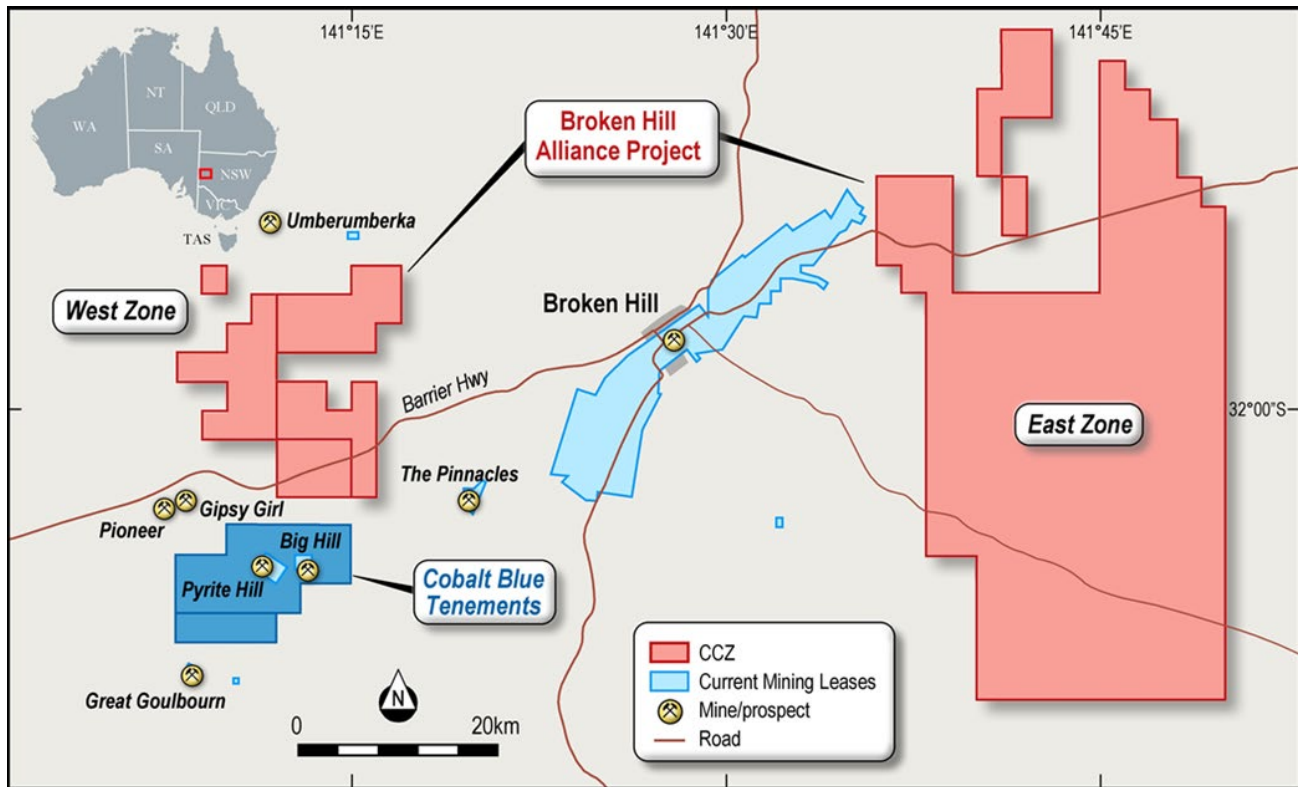 141°15'E
141°30'E
141°45'E
NT
QLD
WA
SA
NSW
VIC
TAS
Broken Hill
Alliance Project
Umberumberka
West Zone
Broken Hill
Barrier Hwy
32°00"S
East Zone
The Pinnacles
Gipsy Girl
Pioneer
Big Hill
Pyrite Hill
Cobalt Blue
Tenements
Great Goulbourn
N
0 20km
CCZ
Current Mining Leases
Mine/prospect
Road